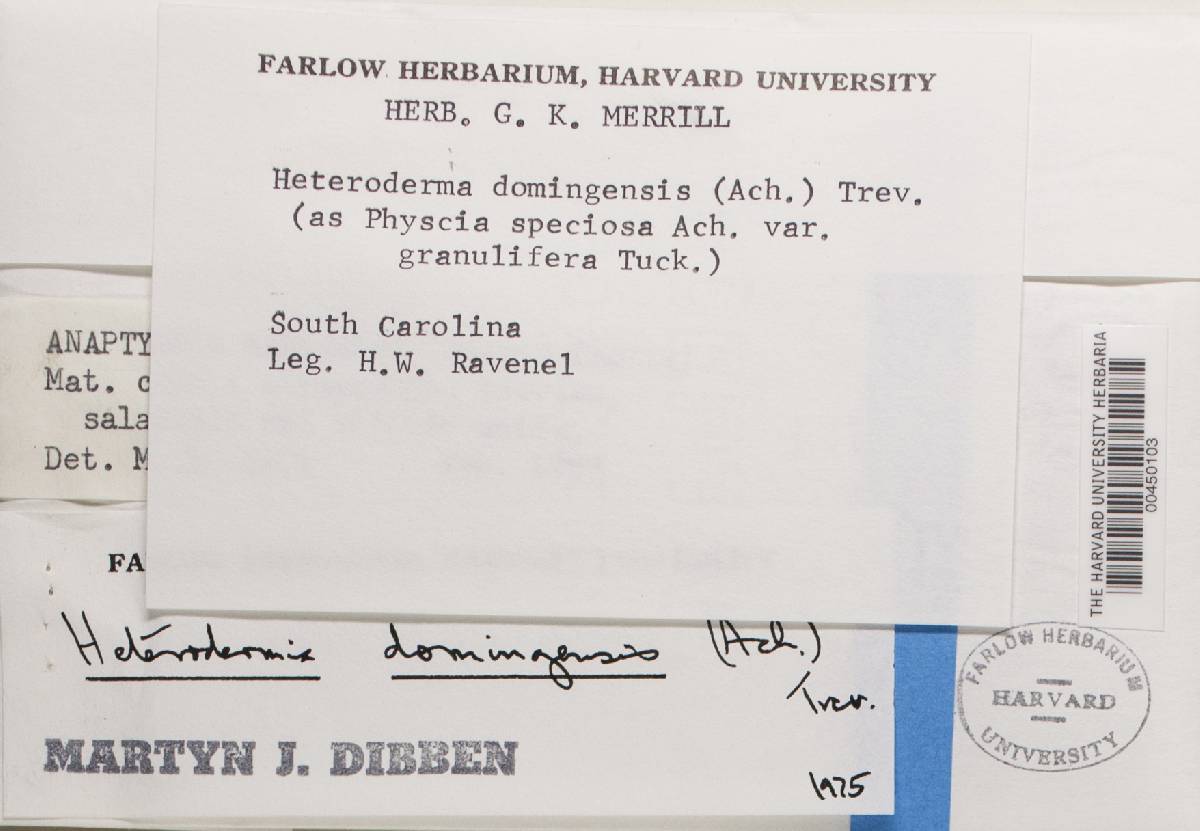 FARLOW HERBARIUM, HARVARD UNIVERSITY
HERB. G. K. MERRILL
Heteroderma domingensis (Ach.) Trev.
(as Physcia speciosa Ach. var.
granulifera Tuck.)
South Carolina
Leg. H.W. Ravenel
ANAPTY
Mat. c
sala
Det. M
FA
Heterodermia domingensis (Ach.)
Trev.
MARTYN J. DIBBEN
1975
THE HARVARD UNIVERSITY HERBARIA
00450103
FARLOW HERBARIUM
HARVARD
UNIVERSITY